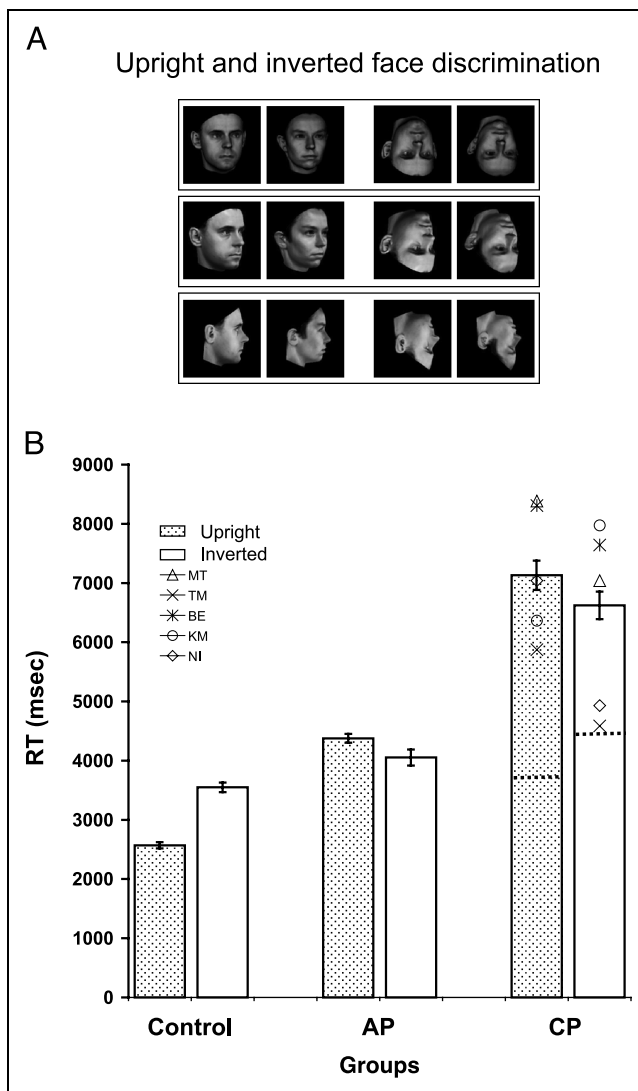 A
Upright and inverted face discrimination
B
9000
8000
7000
6000
5000
4000
3000
2000
1000
0
RT (msec)
Upright
Inverted
MT
TM
BE
KM
NI
Control AP CP
Groups